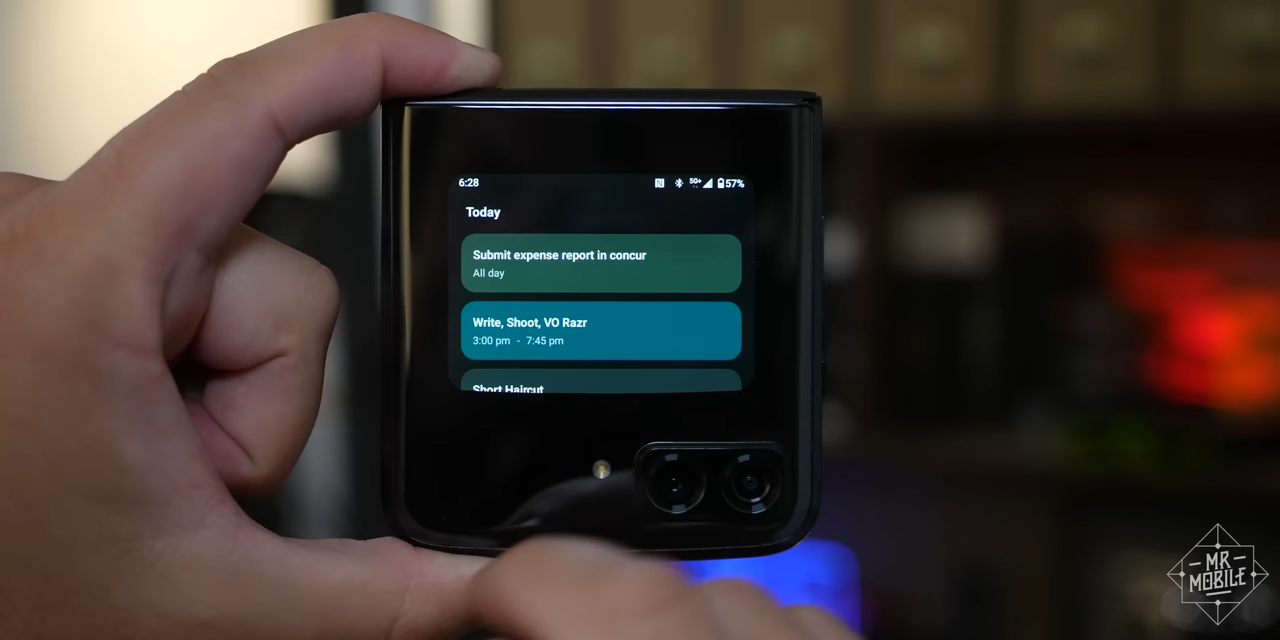 6:28 5G+ 57%
Today
Submit expense report in concur
All day
Write, Shoot, VO Razr
3:00 pm - 7:45 pm
Short Haircut
MR
MOBILE